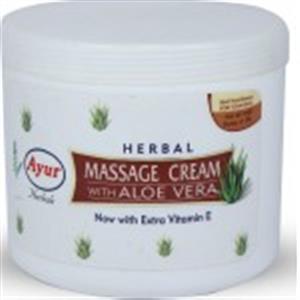 HERBAL
Ayur
Herbals
MASSAGE CREAM
WITH ALOE VERA
Now with Extra Vitamin E